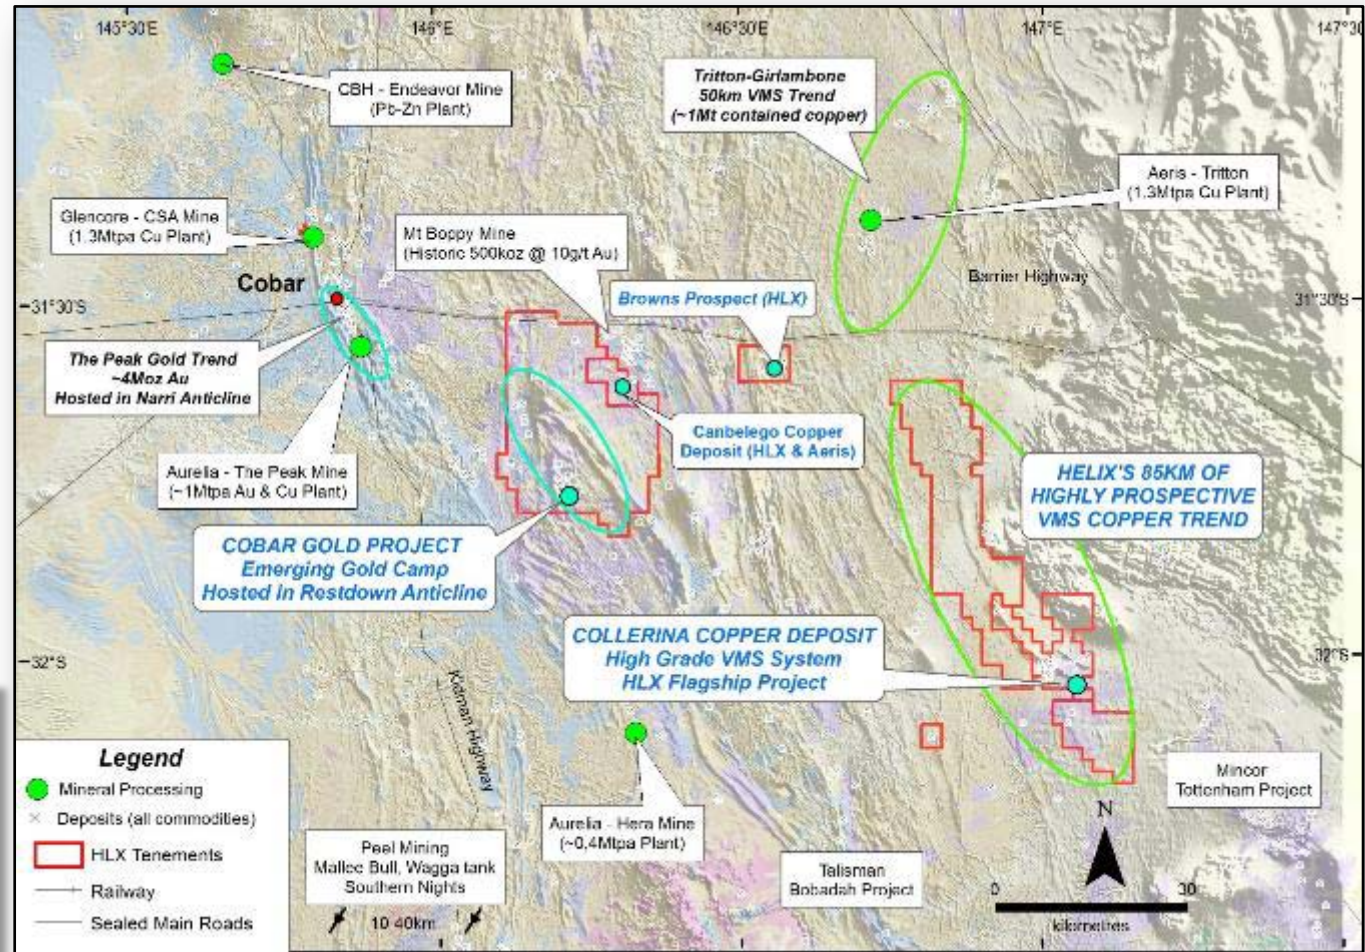 145°30'E
146°E
146°30'E
147°E
147°30
CBH - Endeavor Mine
(Pb-Zn Plant)
Tritton-Girlambone
50km VMS Trend
(~1Mt contained copper)
Aeris - Tritton
(1.3Mtpa Cu Plant)
Glencore - CSA Mine
(1.3Mtpa Cu Plant)
Mt Boppy Mine
(Historic 500koz @ 10g/t Au)
Cobar
Barrier Highway
Browns Prospect (HLX)
31°30'S
31°30'S
The Peak Gold Trend
~4Moz Au
Hosted in Narri Anticline
Canbelego Copper
Deposit (HLX & Aeris)
Aurelia - The Peak Mine
(~1Mtpa Au & Cu Plant)
HELIX'S 85KM OF
HIGHLY PROSPECTIVE
VMS COPPER TREND
COBAR GOLD PROJECT
Emerging Gold Camp
Hosted in Restdown Anticline
COLLERINA COPPER DEPOSIT
High Grade VMS System
HLX Flagship Project
32°S
32°S
Kidman Highway
Legend
Mineral Processing
Deposits (all commodities)
HLX Tenements
Railway
Sealed Main Roads
Peel Mining
Mallee Bull, Wagga tank
Southern Nights
10 40km
Aurelia - Hera Mine
(~0.4Mtpa Plant)
Talisman
Bobadah Project
Mincor
Tottenham Project
N
0 30
kilometres